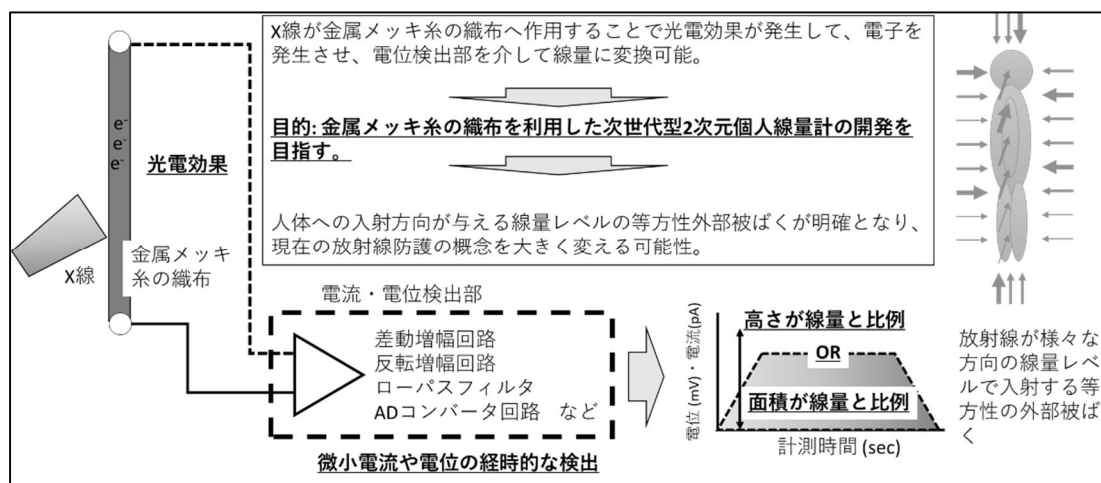 X線が金属メッキ糸の織布へ作用することで光電効果が発生して、電子を
発生させ、電位検出部を介して線量に変換可能。
目的: 金属メッキ糸の織布を利用した次世代型2次元個人線量計の開発を
目指す。
人体への入射方向が与える線量レベルの等方性外部被ばくが明確となり、
現在の放射線防護の概念を大きく変える可能性。
e-
e-
e-
光電効果
X線
金属メッキ
糸の織布
電流・電位検出部
差動増幅回路
反転増幅回路
ローパスフィルタ
ADコンバータ回路 など
微小電流や電位の経時的な検出
電位 (mV)・電流(pA)
高さが線量と比例
OR
面積が線量と比例
計測時間 (sec)
放射線が様々な
方向の線量レベ
ルで入射する等
方性の外部被ば
く